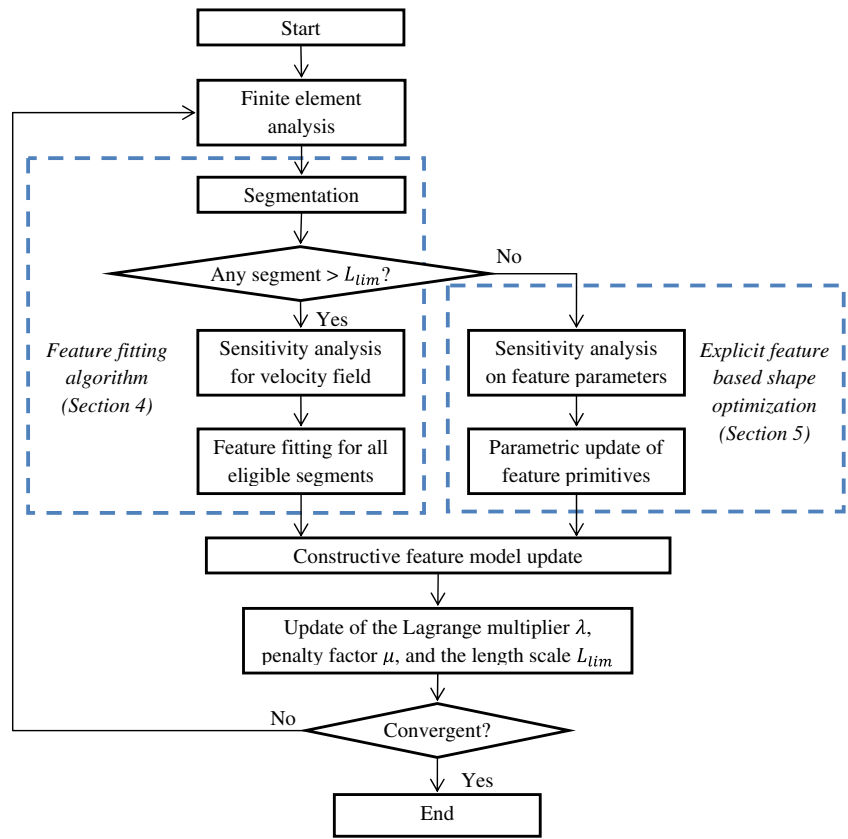 Start
Finite element
analysis
Segmentation
Any segment > L_lim?
No
Yes
Feature fitting
algorithm
(Section 4)
Sensitivity analysis
for velocity field
Sensitivity analysis
on feature parameters
Explicit feature
based shape
optimization
(Section 5)
Feature fitting for all
eligible segments
Parametric update of
feature primitives
Constructive feature model update
Update of the Lagrange multiplier λ,
penalty factor μ, and the length scale L_lim
No
Convergent?
Yes
End